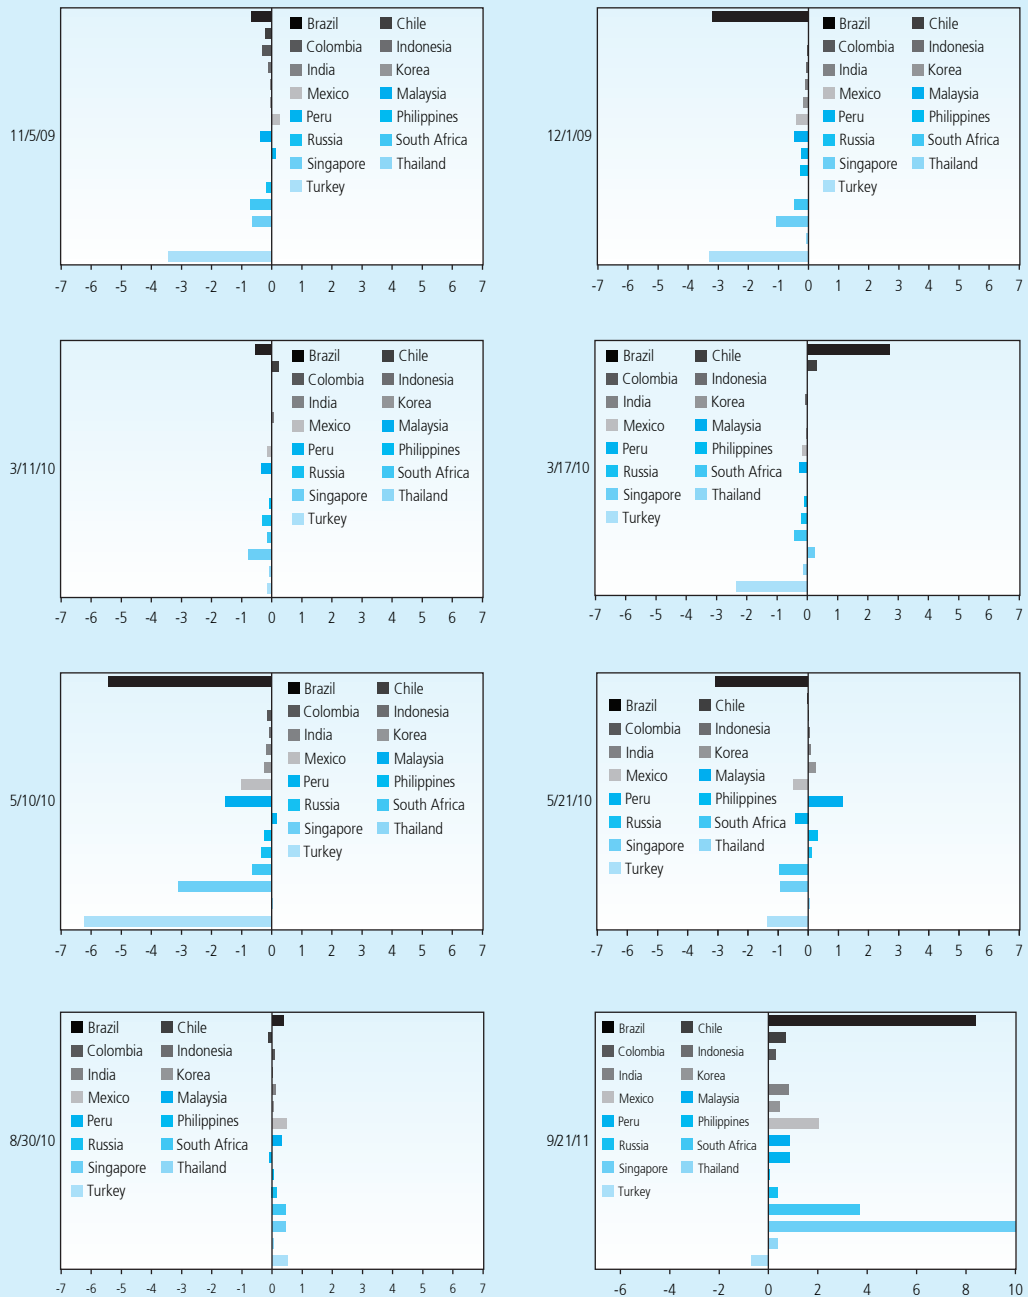 Brazil Chile
Colombia Indonesia
India Korea
Mexico Malaysia
11/5/09
Peru Philippines
Russia South Africa
Singapore Thailand
Turkey
-7 -6 -5 -4 -3 -2 -1 0 1 2 3 4 5 6 7
Brazil Chile
Colombia Indonesia
India Korea
Mexico Malaysia
12/1/09
Peru Philippines
Russia South Africa
Singapore Thailand
Turkey
-7 -6 -5 -4 -3 -2 -1 0 1 2 3 4 5 6 7
Brazil Chile
Colombia Indonesia
India Korea
Mexico Malaysia
Peru Philippines
3/11/10
Russia South Africa
Singapore Thailand
Turkey
-7 -6 -5 -4 -3 -2 -1 0 1 2 3 4 5 6 7
Brazil Chile
Colombia Indonesia
India Korea
Mexico Malaysia
Peru Philippines
3/17/10
Russia South Africa
Singapore Thailand
Turkey
-7 -6 -5 -4 -3 -2 -1 0 1 2 3 4 5 6 7
Brazil Chile
Colombia Indonesia
India Korea
Mexico Malaysia
Peru Philippines
5/10/10
Russia South Africa
Singapore Thailand
Turkey
-7 -6 -5 -4 -3 -2 -1 0 1 2 3 4 5 6 7
Brazil Chile
Colombia Indonesia
India Korea
Mexico Malaysia
5/21/10
Peru Philippines
Russia South Africa
Singapore Thailand
Turkey
-7 -6 -5 -4 -3 -2 -1 0 1 2 3 4 5 6 7
Brazil Chile
Colombia Indonesia
India Korea
Mexico Malaysia
Peru Philippines
8/30/10
Russia South Africa
Singapore Thailand
Turkey
-7 -6 -5 -4 -3 -2 -1 0 1 2 3 4 5 6 7
Brazil Chile
Colombia Indonesia
India Korea
Mexico Malaysia
Peru Philippines
9/21/11
Russia South Africa
Singapore Thailand
Turkey
-6 -4 -2 0 2 4 6 8 10